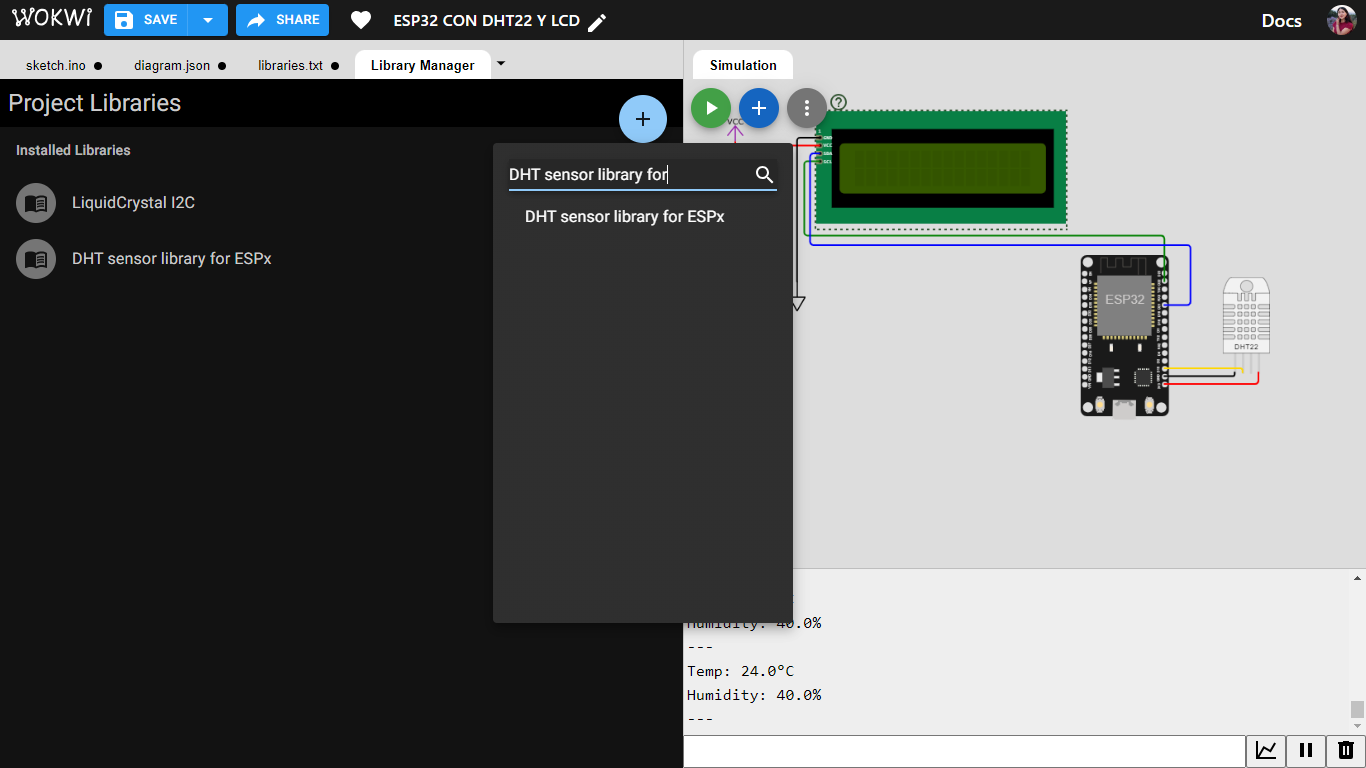 WOKWI SAVE SHARE ESP32 CON DHT22 Y LCD Docs
sketch.ino diagram.json libraries.txt Library Manager
Simulation
Project Libraries
Installed Libraries
LiquidCrystal I2C
DHT sensor library for ESPx
DHT sensor library for
DHT sensor library for ESPx
VCC
ESP32
DHT22
Humidity: 40.0%
---
Temp: 24.0°C
Humidity: 40.0%
---